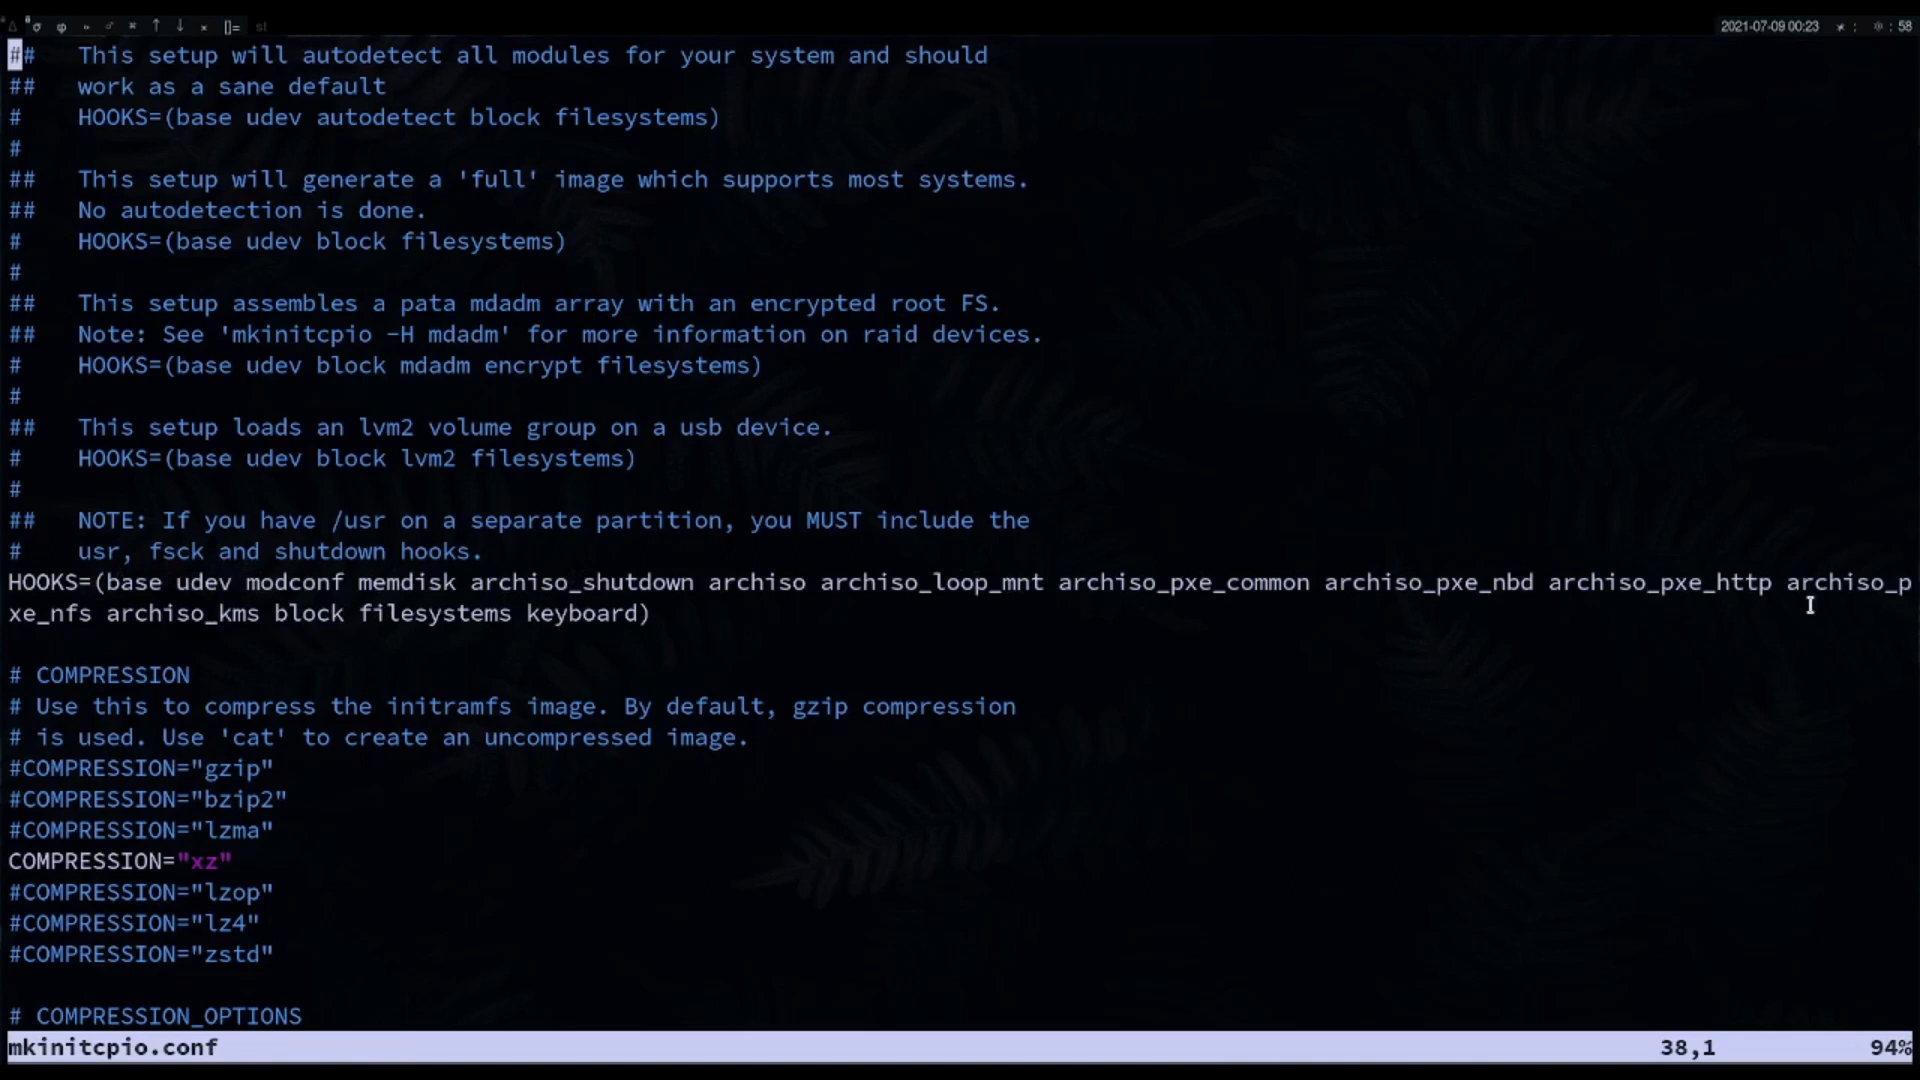 []= st 2021-07-09 00:23 : : 58
## This setup will autodetect all modules for your system and should
## work as a sane default
# HOOKS=(base udev autodetect block filesystems)
#
## This setup will generate a 'full' image which supports most systems.
## No autodetection is done.
# HOOKS=(base udev block filesystems)
#
## This setup assembles a pata mdadm array with an encrypted root FS.
## Note: See 'mkinitcpio -H mdadm' for more information on raid devices.
# HOOKS=(base udev block mdadm encrypt filesystems)
#
## This setup loads an lvm2 volume group on a usb device.
# HOOKS=(base udev block lvm2 filesystems)
#
## NOTE: If you have /usr on a separate partition, you MUST include the
# usr, fsck and shutdown hooks.
HOOKS=(base udev modconf memdisk archiso_shutdown archiso archiso_loop_mnt archiso_pxe_common archiso_pxe_nbd archiso_pxe_http archiso_p
xe_nfs archiso_kms block filesystems keyboard)
# COMPRESSION
# Use this to compress the initramfs image. By default, gzip compression
# is used. Use 'cat' to create an uncompressed image.
#COMPRESSION="gzip"
#COMPRESSION="bzip2"
#COMPRESSION="lzma"
COMPRESSION="xz"
#COMPRESSION="lzop"
#COMPRESSION="lz4"
#COMPRESSION="zstd"
# COMPRESSION_OPTIONS
mkinitcpio.conf 38,1 94%